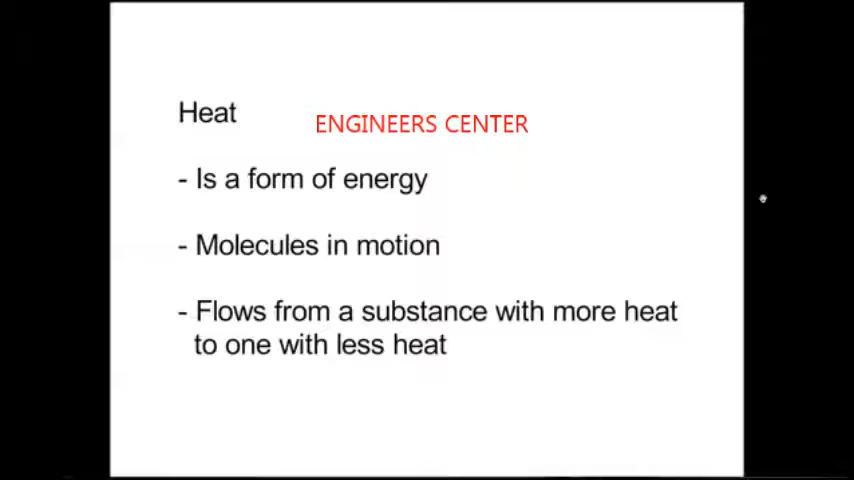 Heat
ENGINEERS CENTER
- Is a form of energy
- Molecules in motion
- Flows from a substance with more heat
to one with less heat